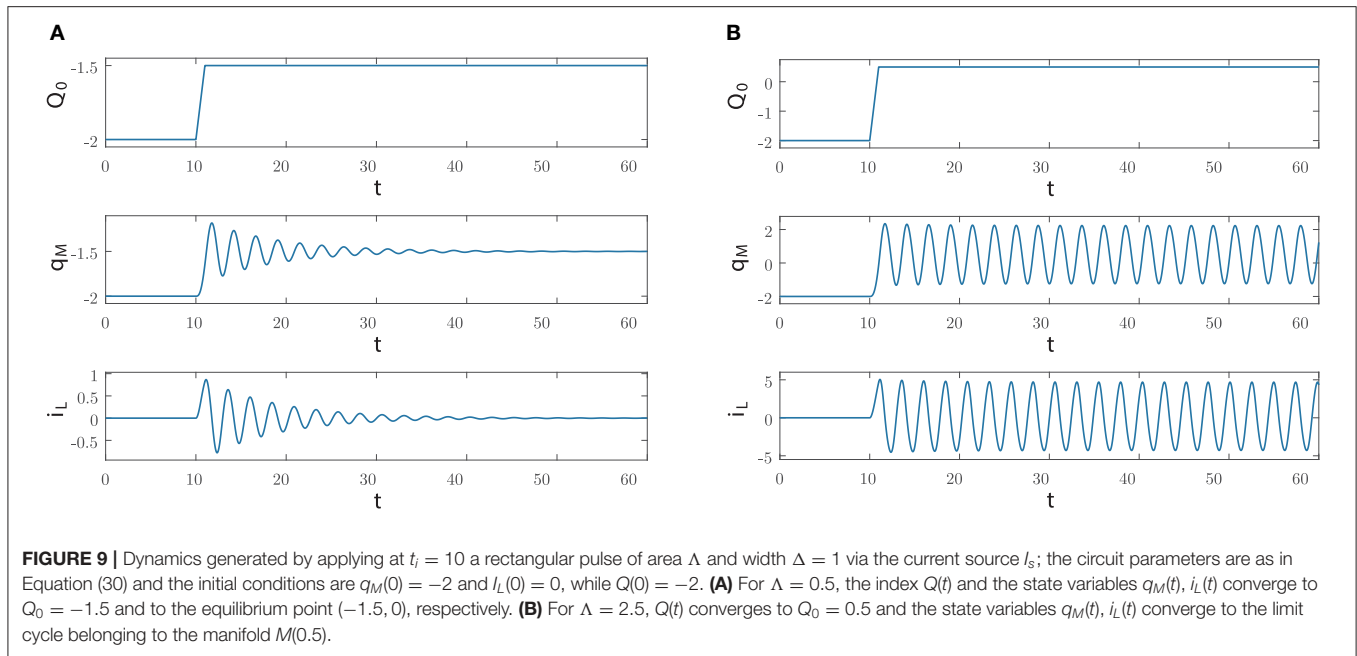 A
-1.5
Q0
-2
0 10 20 30 40 50 60
t
qM
-1.5
-2
0 10 20 30 40 50 60
t
1
0.5
iL
0
-0.5
0 10 20 30 40 50 60
t
B
0
Q0
-1
-2
0 10 20 30 40 50 60
t
2
qM
0
-2
0 10 20 30 40 50 60
t
5
iL
0
-5
0 10 20 30 40 50 60
t
FIGURE 9 | Dynamics generated by applying at tᵢ = 10 a rectangular pulse of area Λ and width Δ = 1 via the current source Iₛ; the circuit parameters are as in
Equation (30) and the initial conditions are qM(0) = −2 and IL(0) = 0, while Q(0) = −2. (A) For Λ = 0.5, the index Q(t) and the state variables qM(t), iL(t) converge to
Q0 = −1.5 and to the equilibrium point (−1.5, 0), respectively. (B) For Λ = 2.5, Q(t) converges to Q0 = 0.5 and the state variables qM(t), iL(t) converge to the limit
cycle belonging to the manifold M(0.5).